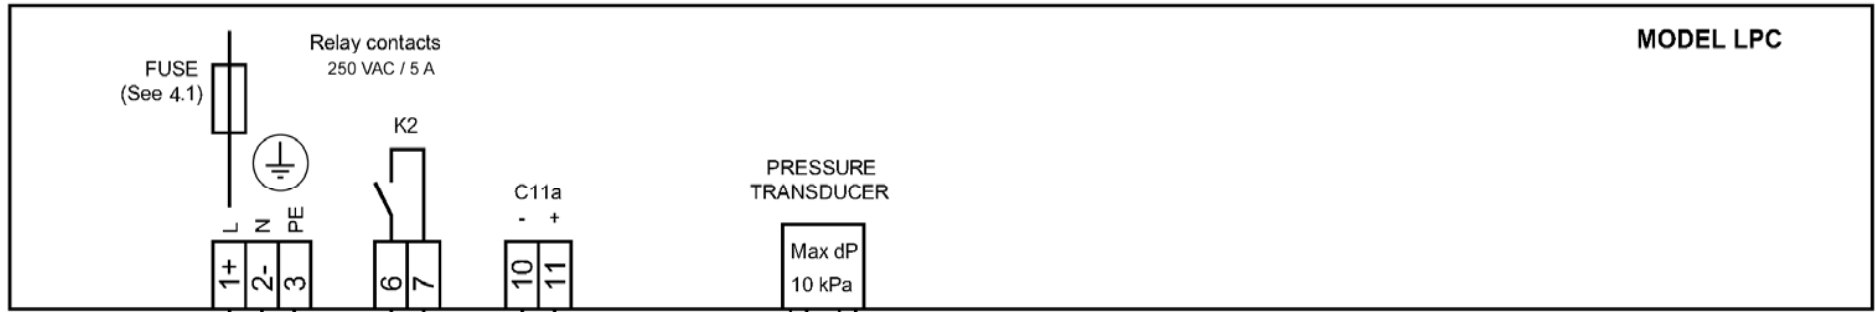 MODEL LPC
Relay contacts
250 VAC / 5 A
FUSE
(See 4.1)
K2
PRESSURE
TRANSDUCER
C11a
- +
L N PE
1+ 2- 3 6 7 10 11
Max dP
10 kPa